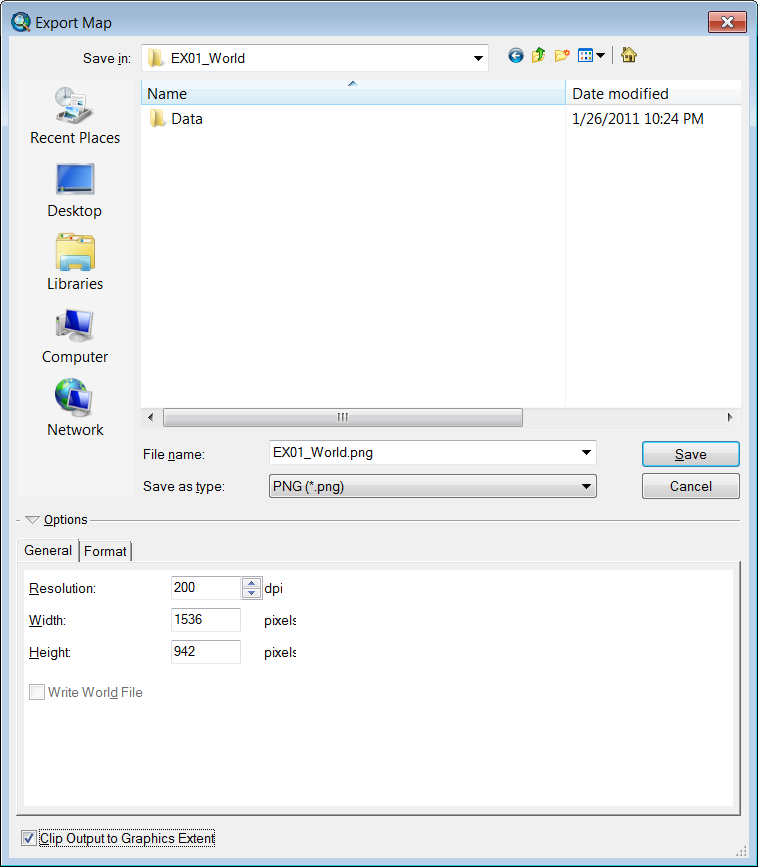 Export Map
Save in: EX01_World
Name Date modified
Data 1/26/2011 10:24 PM
Recent Places
Desktop
Libraries
Computer
Network
File name: EX01_World.png Save
Save as type: PNG (*.png) Cancel
Options
General Format
Resolution: 200 dpi
Width: 1536 pixels
Height: 942 pixels
Write World File
Clip Output to Graphics Extent